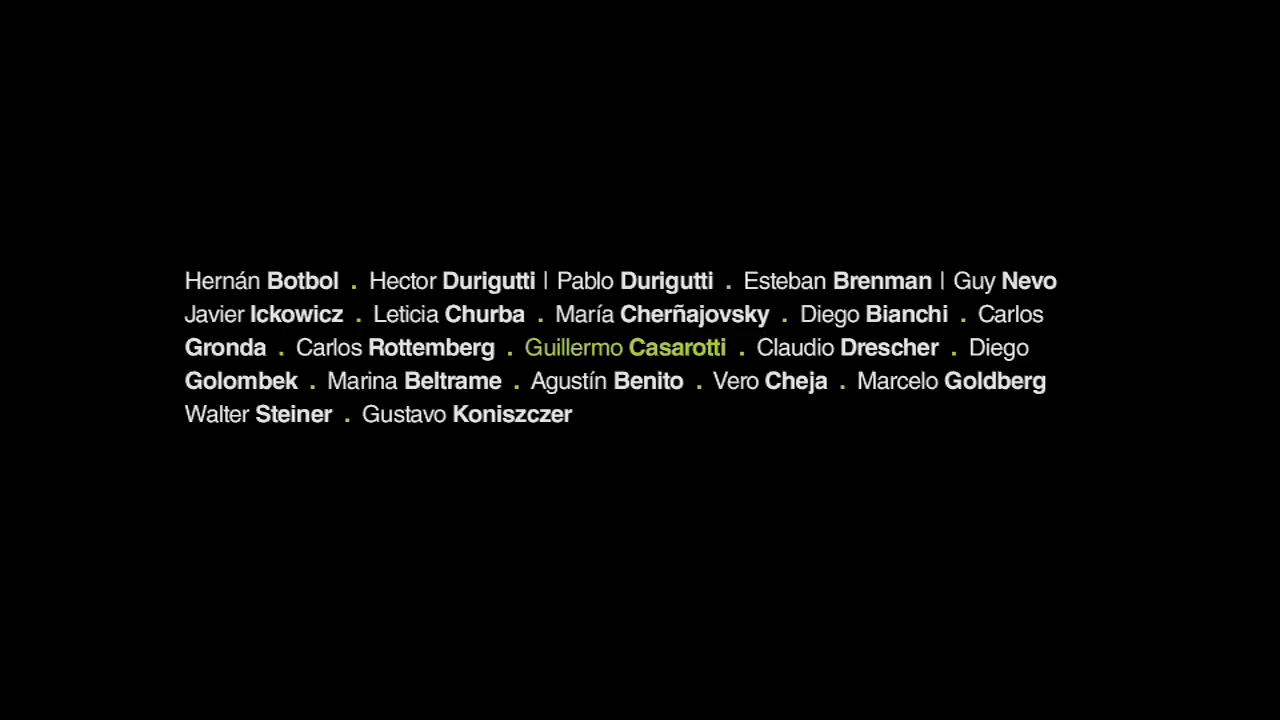 Hernán Botbol . Hector Durigutti | Pablo Durigutti . Esteban Brenman | Guy Nevo
Javier Ickowicz . Leticia Churba . María Cherñajovsky . Diego Bianchi . Carlos
Gronda . Carlos Rottemberg . Guillermo Casarotti . Claudio Drescher . Diego
Golombek . Marina Beltrame . Agustín Benito . Vero Cheja . Marcelo Goldberg
Walter Steiner . Gustavo Koniszczer